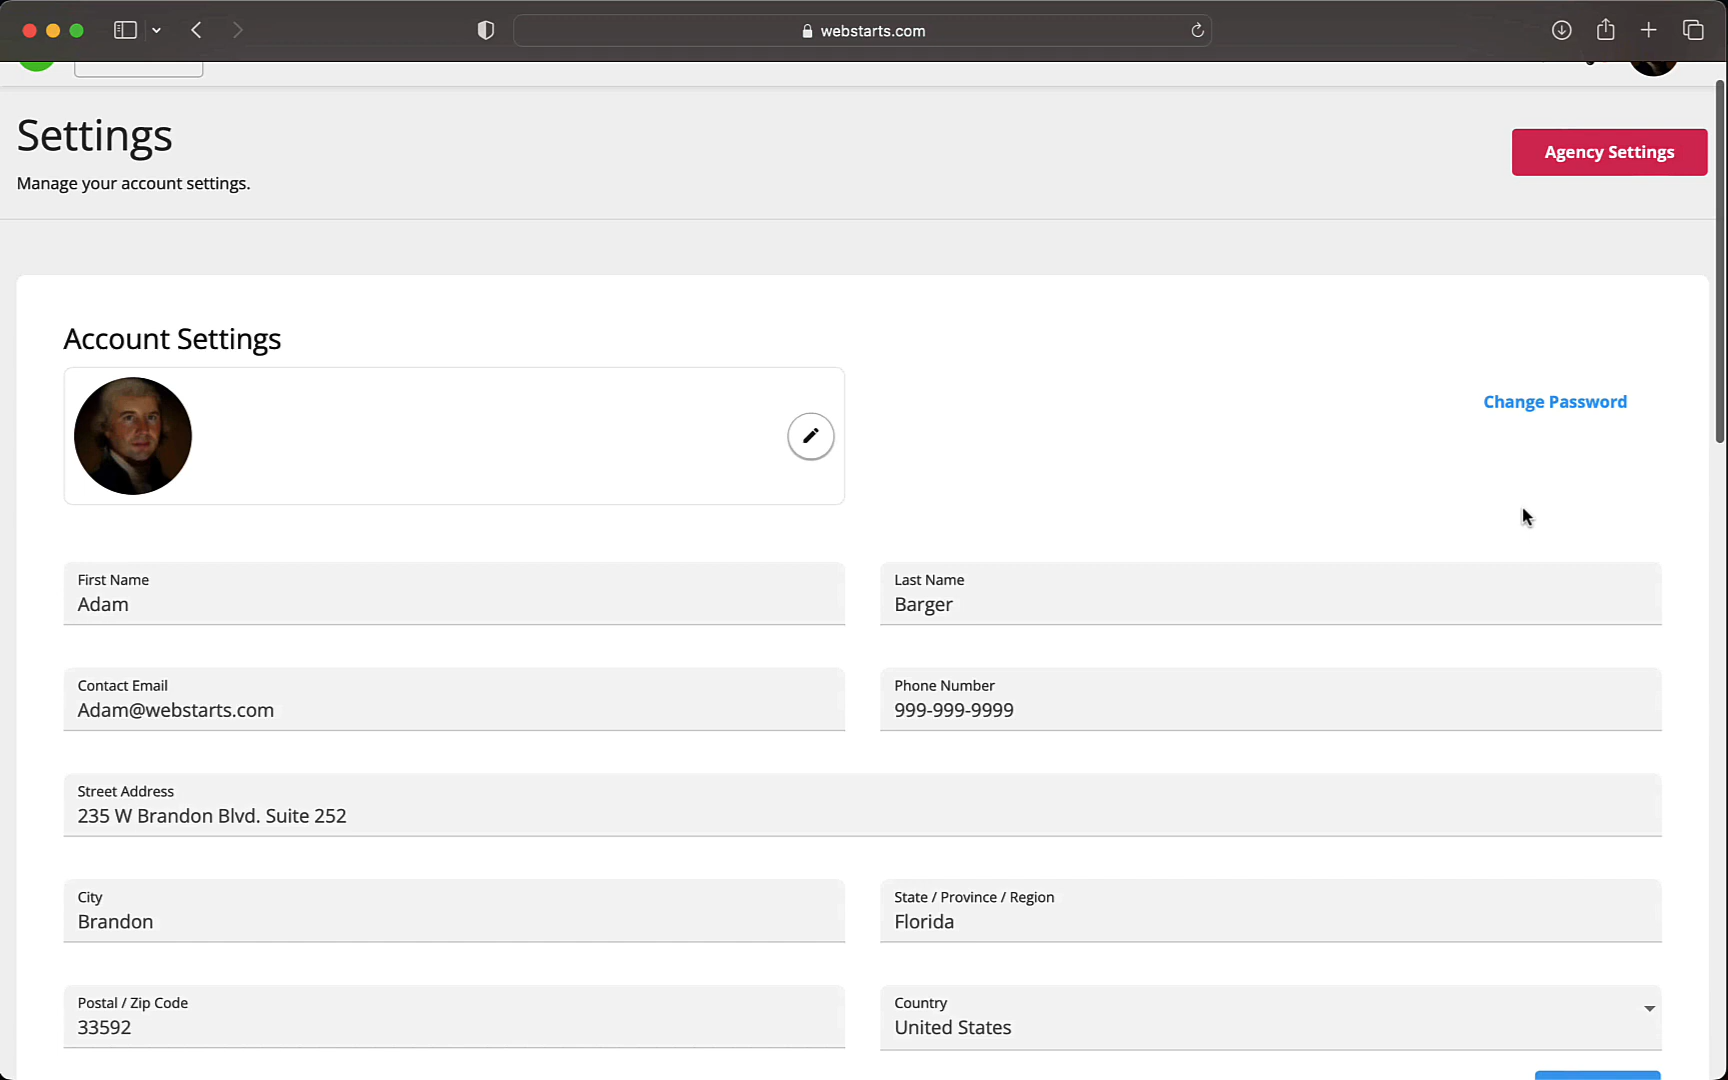 webstarts.com
Settings
Agency Settings
Manage your account settings.
Account Settings
Change Password
First Name
Adam
Last Name
Barger
Contact Email
Adam@webstarts.com
Phone Number
999-999-9999
Street Address
235 W Brandon Blvd. Suite 252
City
Brandon
State / Province / Region
Florida
Postal / Zip Code
33592
Country
United States